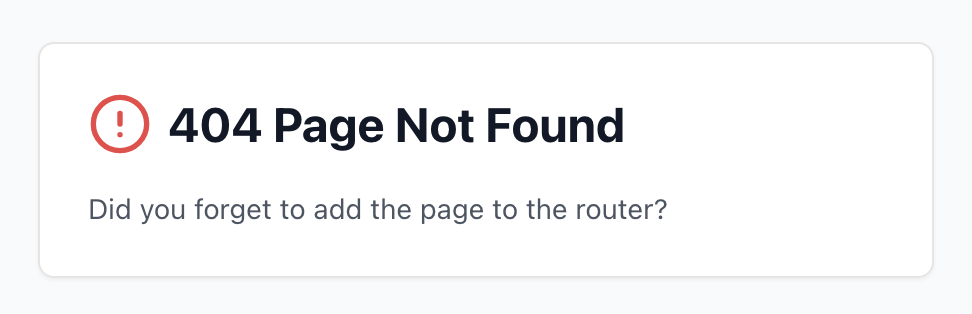 404 Page Not Found
Did you forget to add the page to the router?